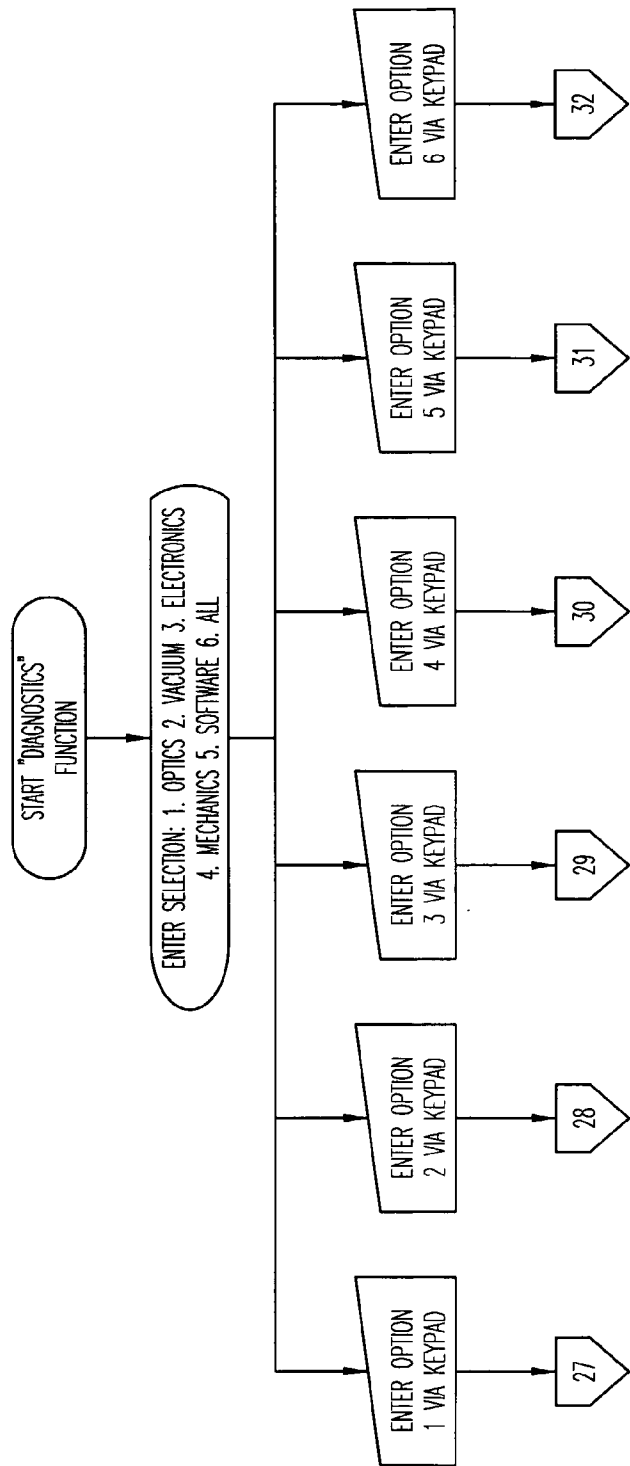 START "DIAGNOSTICS"
FUNCTION
ENTER SELECTION: 1. OPTICS 2. VACUUM 3. ELECTRONICS
4. MECHANICS 5. SOFTWARE 6. ALL
ENTER OPTION
1 VIA KEYPAD
ENTER OPTION
2 VIA KEYPAD
ENTER OPTION
3 VIA KEYPAD
ENTER OPTION
4 VIA KEYPAD
ENTER OPTION
5 VIA KEYPAD
ENTER OPTION
6 VIA KEYPAD
27
28
29
30
31
32